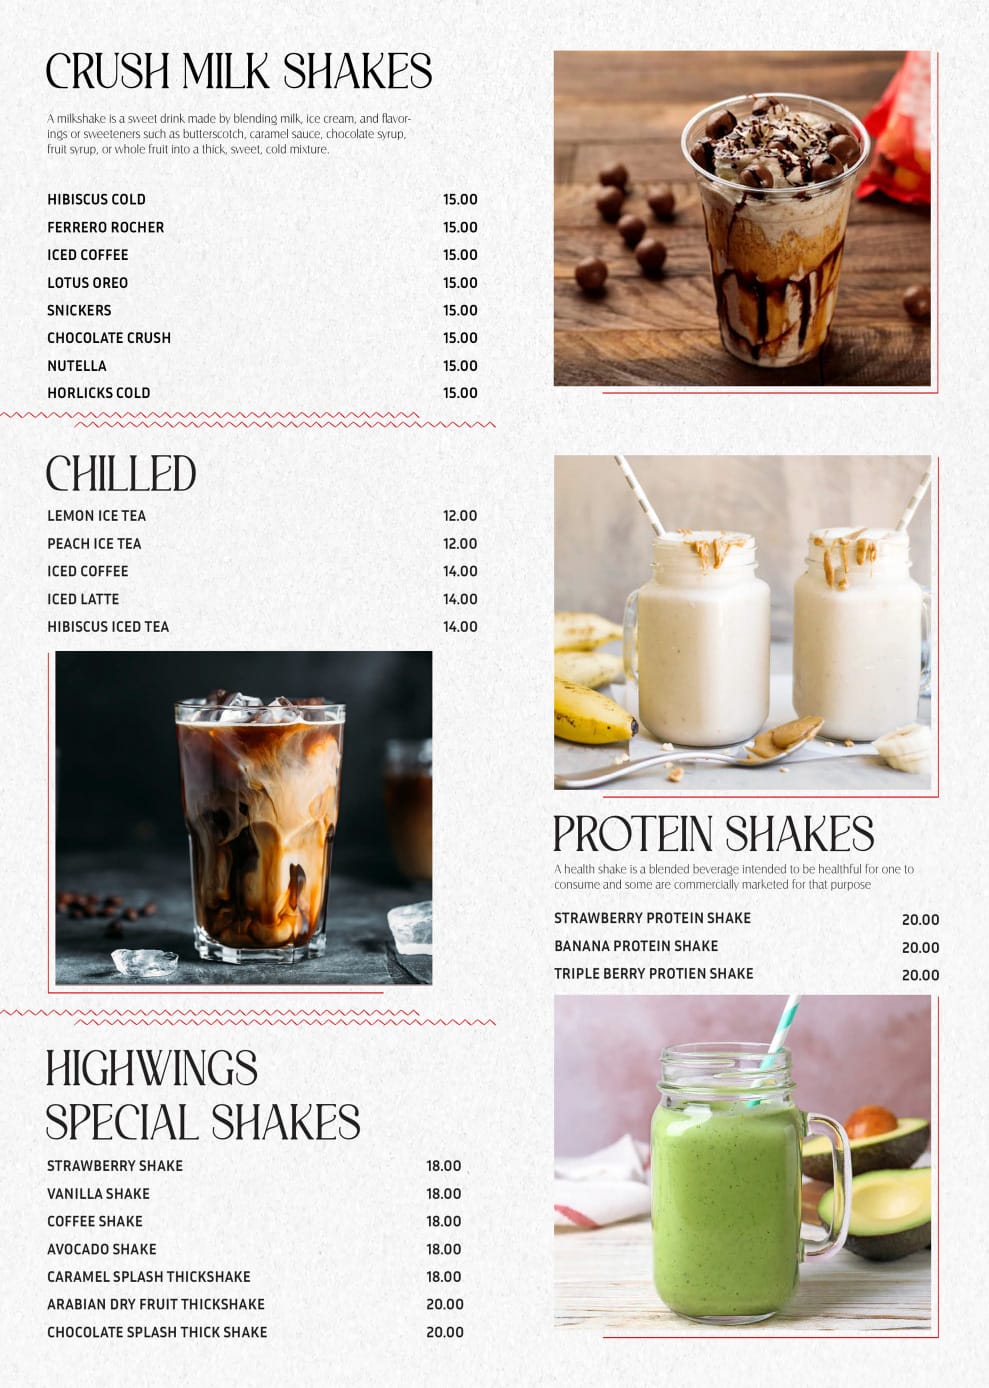 CRUSH MILK SHAKES
A milkshake is a sweet drink made by blending milk, ice cream, and flavor-
ings or sweeteners such as butterscotch, caramel sauce, chocolate syrup,
fruit syrup, or whole fruit into a thick, sweet, cold mixture.
HIBISCUS COLD 15.00
FERRERO ROCHER 15.00
ICED COFFEE 15.00
LOTUS OREO 15.00
SNICKERS 15.00
CHOCOLATE CRUSH 15.00
NUTELLA 15.00
HORLICKS COLD 15.00
CHILLED
LEMON ICE TEA 12.00
PEACH ICE TEA 12.00
ICED COFFEE 14.00
ICED LATTE 14.00
HIBISCUS ICED TEA 14.00
HIGHWINGS
SPECIAL SHAKES
STRAWBERRY SHAKE 18.00
VANILLA SHAKE 18.00
COFFEE SHAKE 18.00
AVOCADO SHAKE 18.00
CARAMEL SPLASH THICKSHAKE 18.00
ARABIAN DRY FRUIT THICKSHAKE 20.00
CHOCOLATE SPLASH THICK SHAKE 20.00
PROTEIN SHAKES
A health shake is a blended beverage intended to be healthful for one to
consume and some are commercially marketed for that purpose
STRAWBERRY PROTEIN SHAKE 20.00
BANANA PROTEIN SHAKE 20.00
TRIPLE BERRY PROTIEN SHAKE 20.00